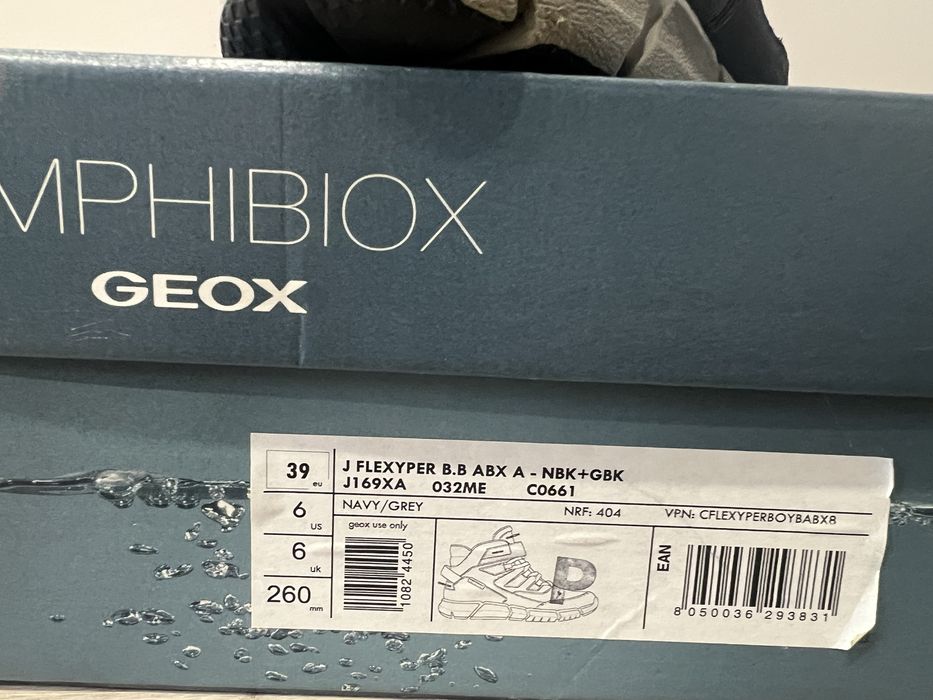 MPHIBIOX
GEOX
39 eu
J FLEXYPER B.B ABX A - NBK+GBK
J169XA 032ME C0661
6 us
NAVY/GREY NRF: 404 VPN: CFLEXYPERBOYBABX8
geox use only
6 uk
1082 4450
D
EAN
260 mm
8 050036 293831